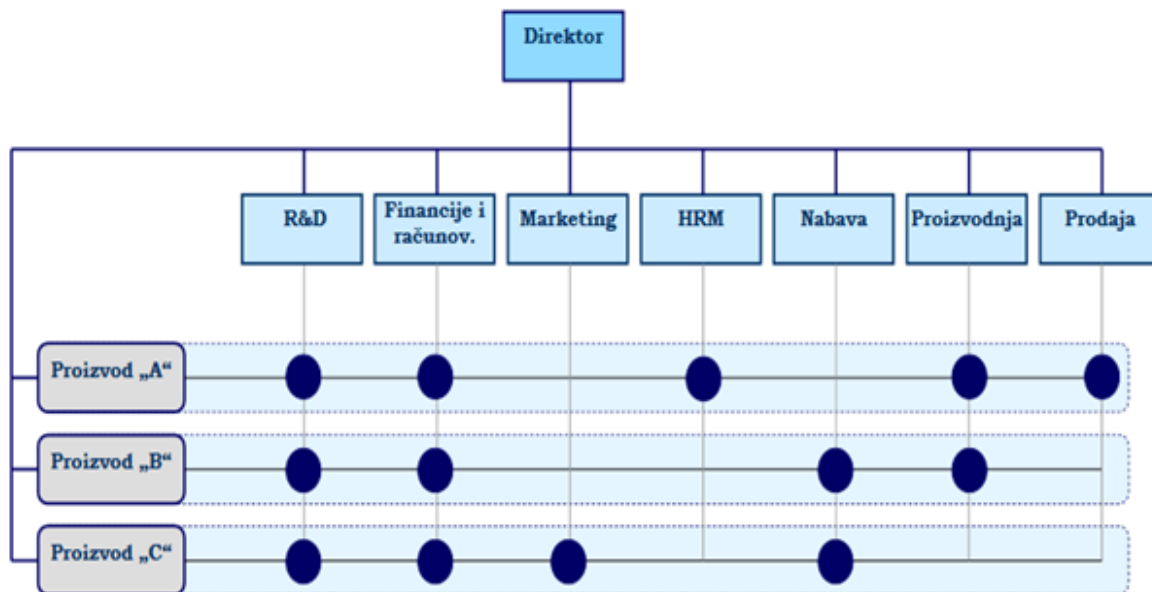 Direktor
R&D
Financije i
računov.
Marketing
HRM
Nabava
Proizvodnja
Prodaja
Proizvod „A“
Proizvod „B“
Proizvod „C“